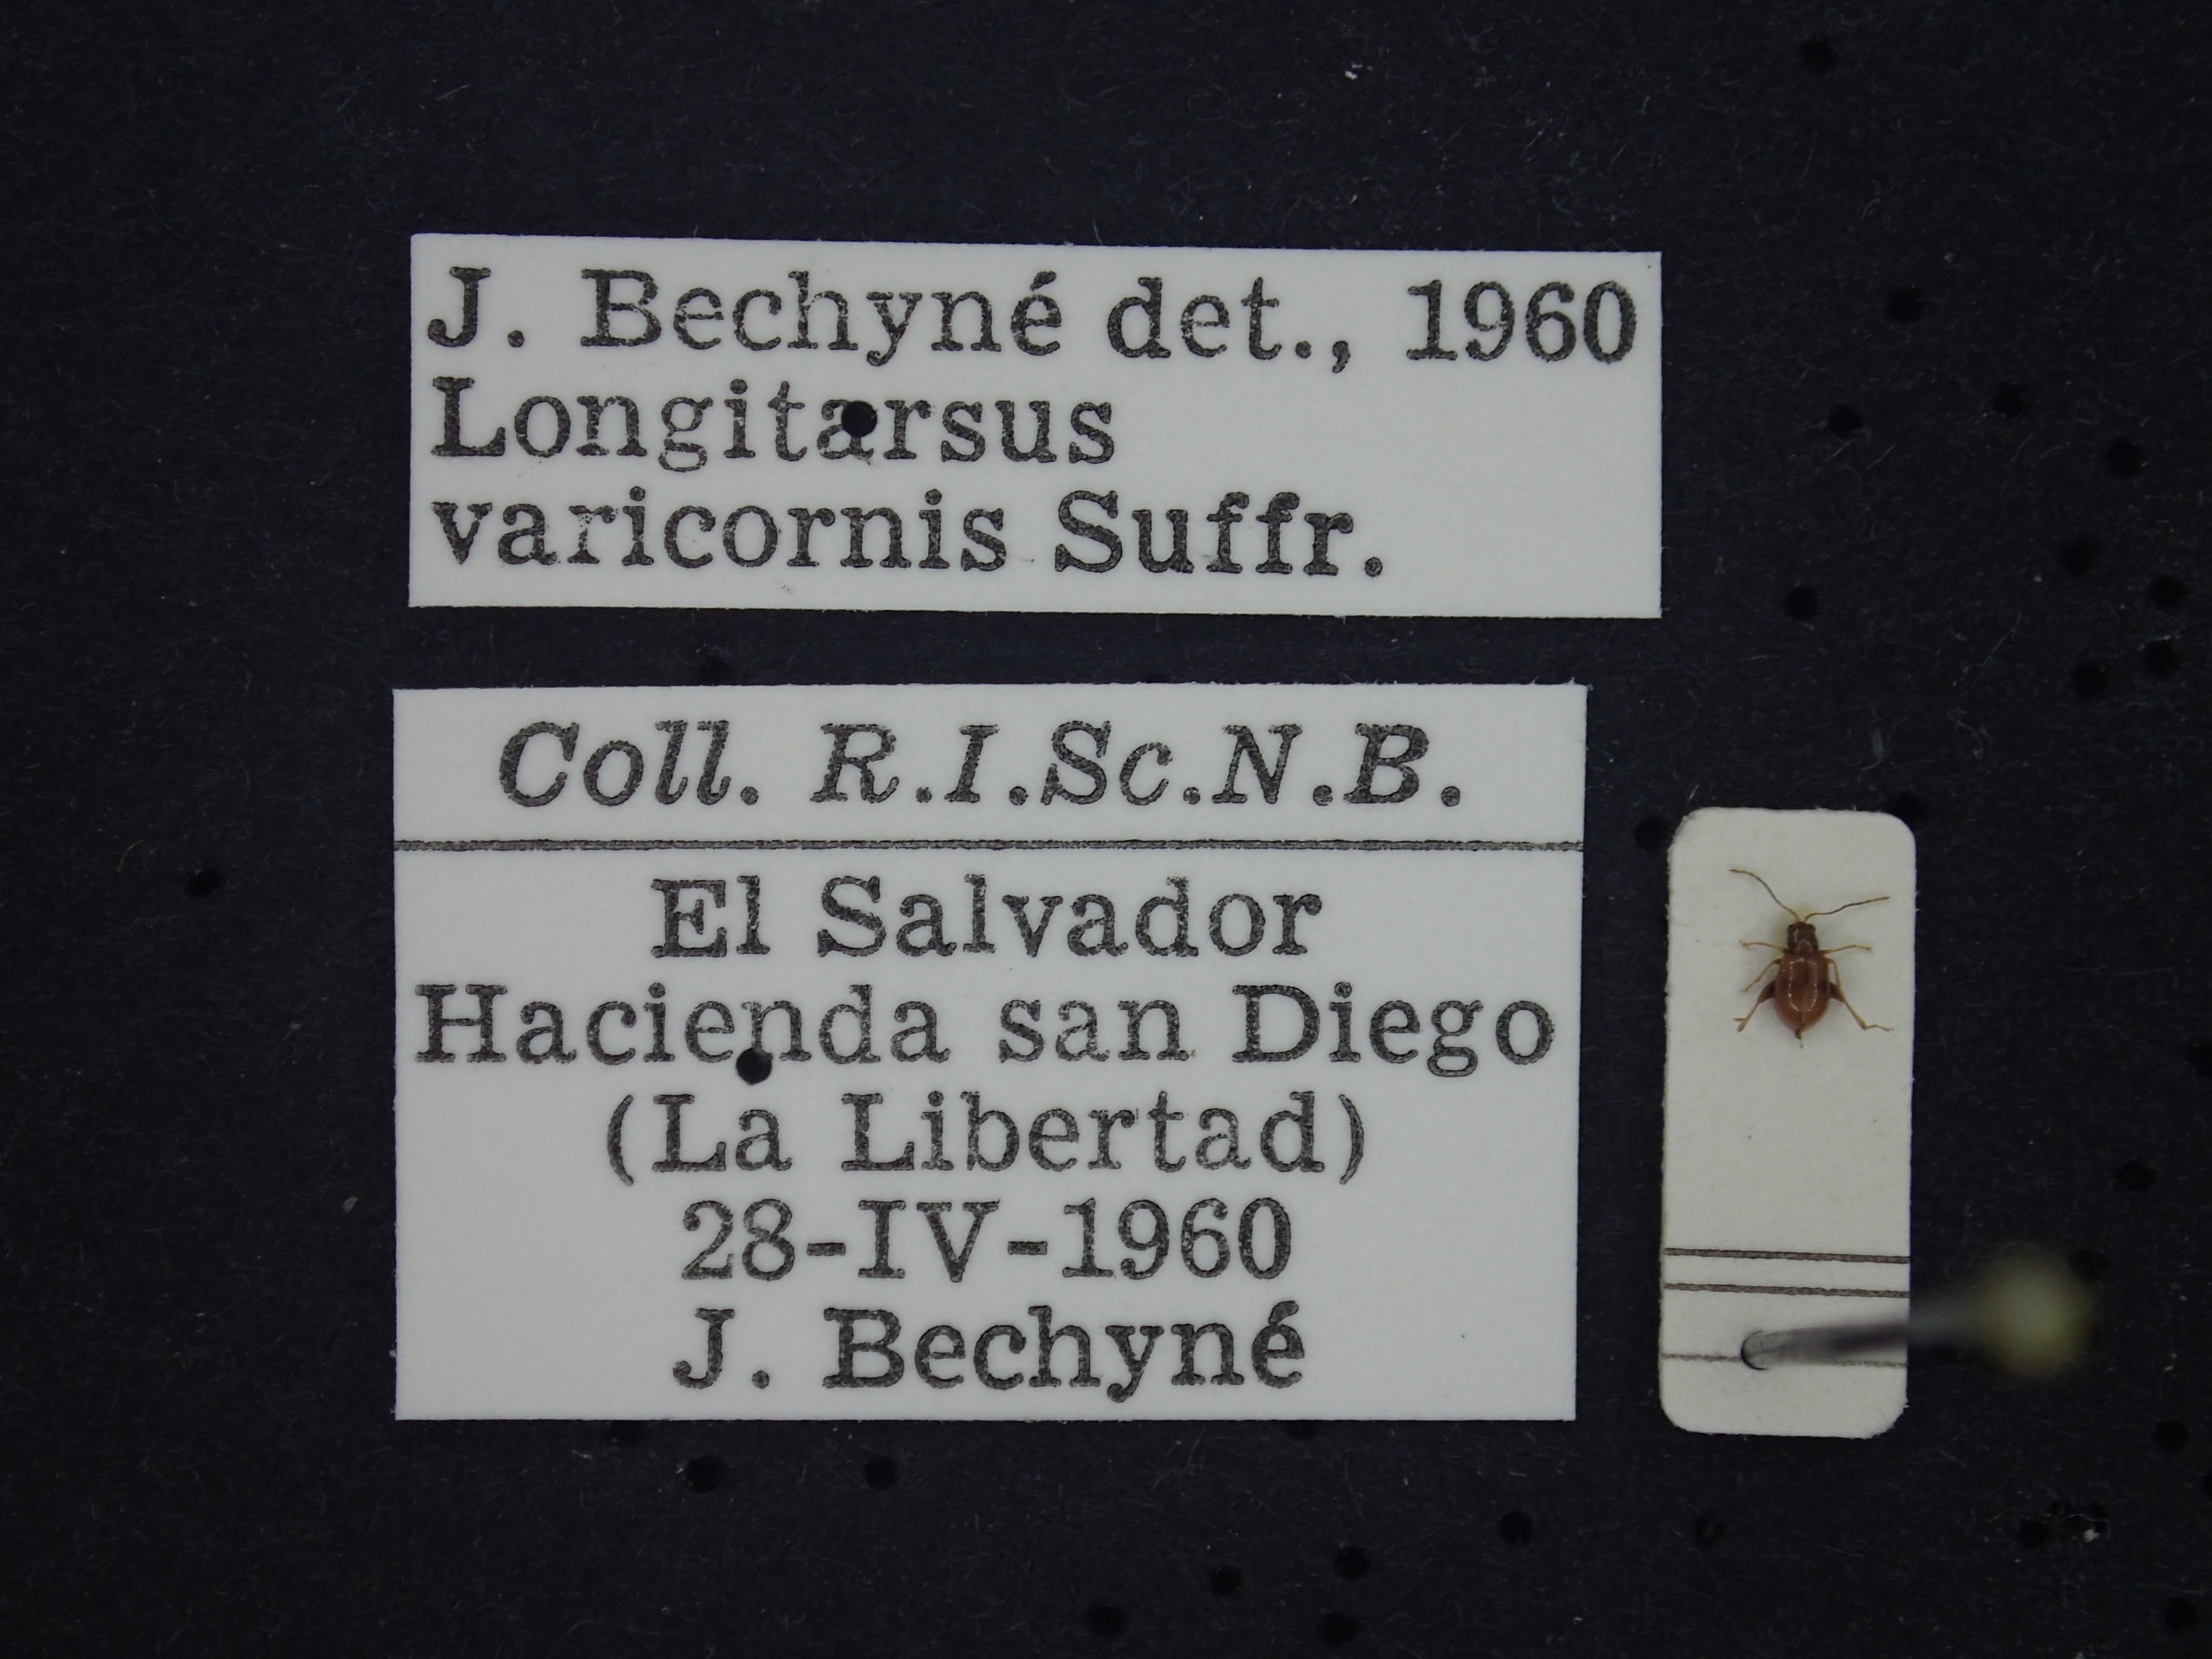 J. Bechyné det., 1960
Longitarsus
varicornis Suffr.
Coll. R.I.Sc.N.B.
El Salvador
Hacienda san Diego
(La Libertad)
28-IV-1960
J. Bechyné